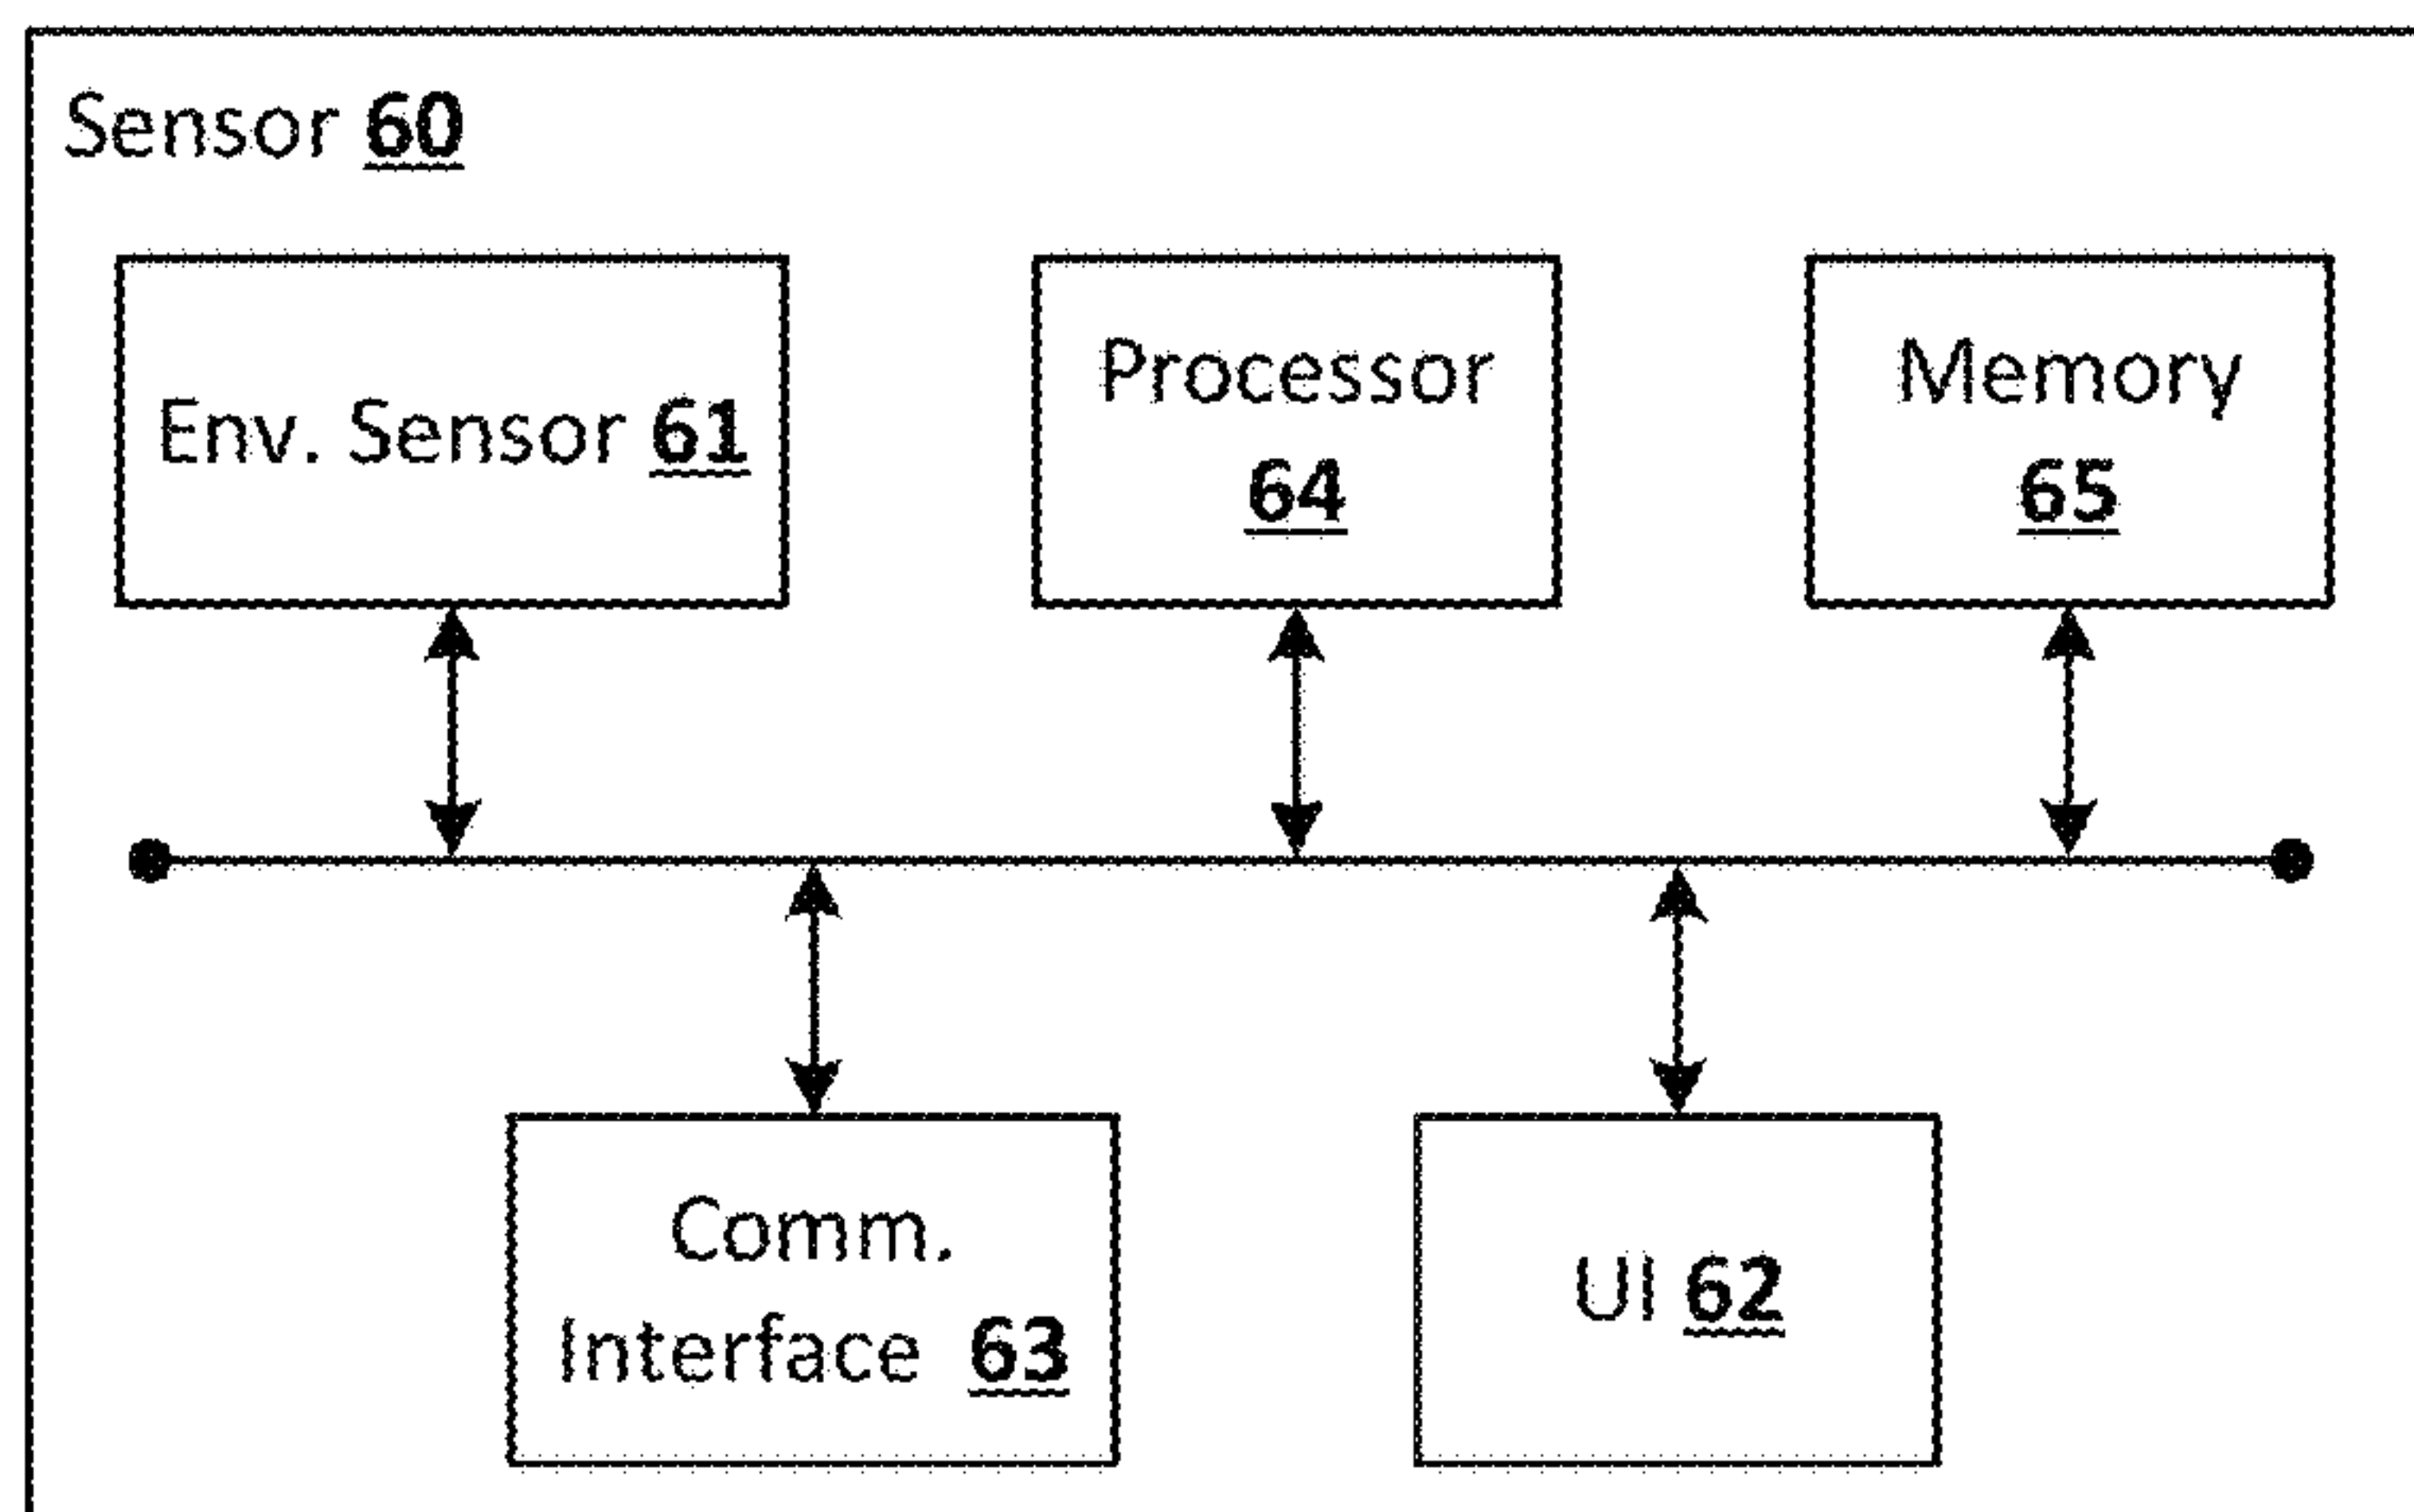 Sensor 60
Env. Sensor 61
Processor
64
Memory
65
Comm.
Interface 63
UI 62